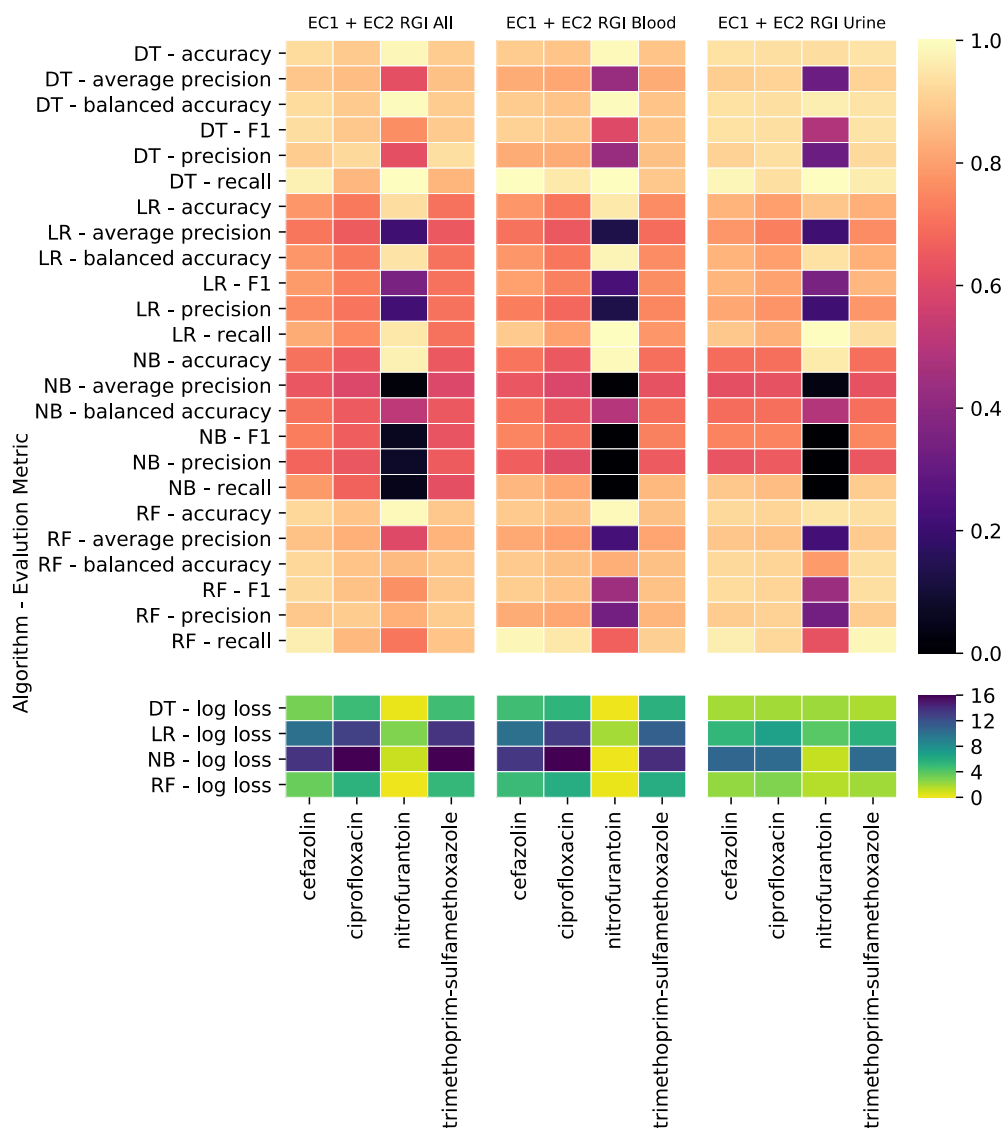 EC1 + EC2 RGI All
EC1 + EC2 RGI Blood
EC1 + EC2 RGI Urine
Algorithm - Evalution Metric
DT - accuracy
DT - average precision
DT - balanced accuracy
DT - F1
DT - precision
DT - recall
LR - accuracy
LR - average precision
LR - balanced accuracy
LR - F1
LR - precision
LR - recall
NB - accuracy
NB - average precision
NB - balanced accuracy
NB - F1
NB - precision
NB - recall
RF - accuracy
RF - average precision
RF - balanced accuracy
RF - F1
RF - precision
RF - recall
1.0
0.8
0.6
0.4
0.2
0.0
DT - log loss
LR - log loss
NB - log loss
RF - log loss
16
12
8
4
0
cefazolin
ciprofloxacin
nitrofurantoin
trimethoprim-sulfamethoxazole
cefazolin
ciprofloxacin
nitrofurantoin
trimethoprim-sulfamethoxazole
cefazolin
ciprofloxacin
nitrofurantoin
trimethoprim-sulfamethoxazole